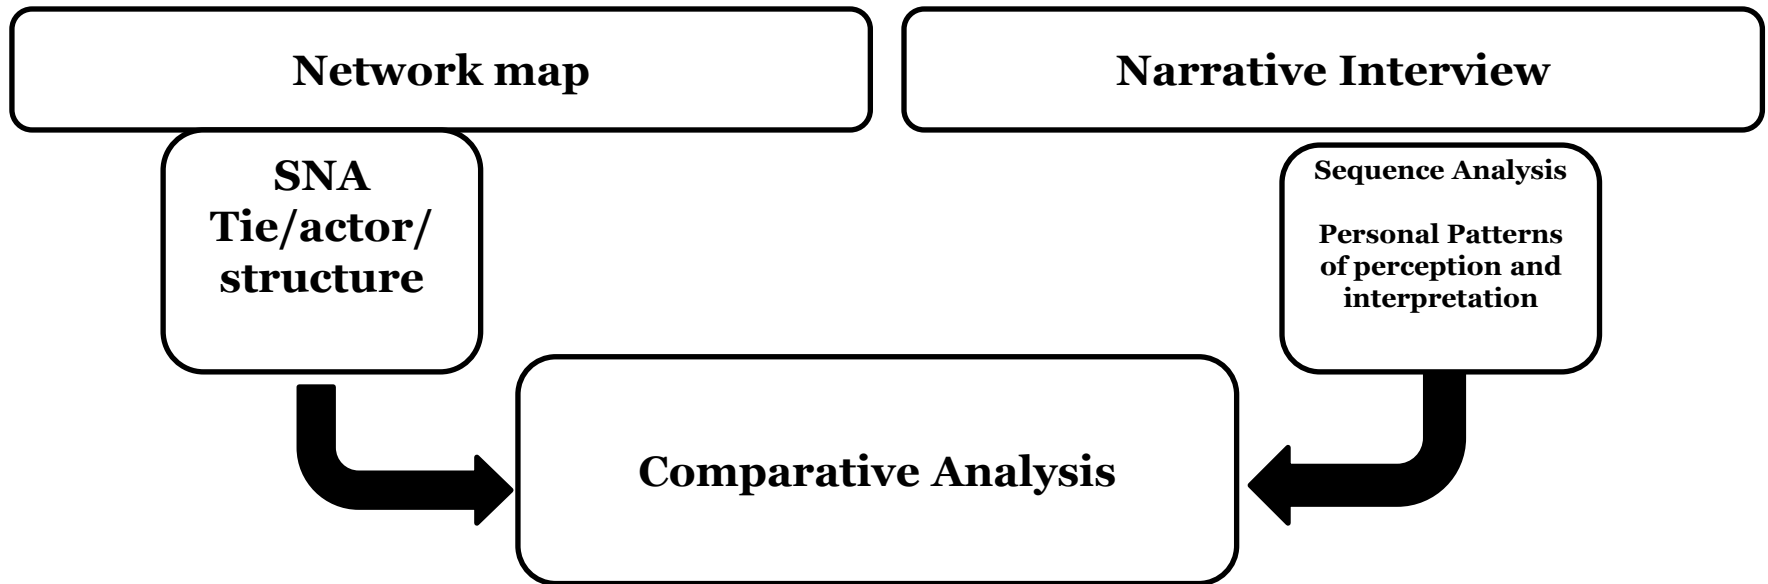 Network map
Narrative Interview
SNA
Tie/actor/
structure
Sequence Analysis
Personal Patterns
of perception and
interpretation
Comparative Analysis